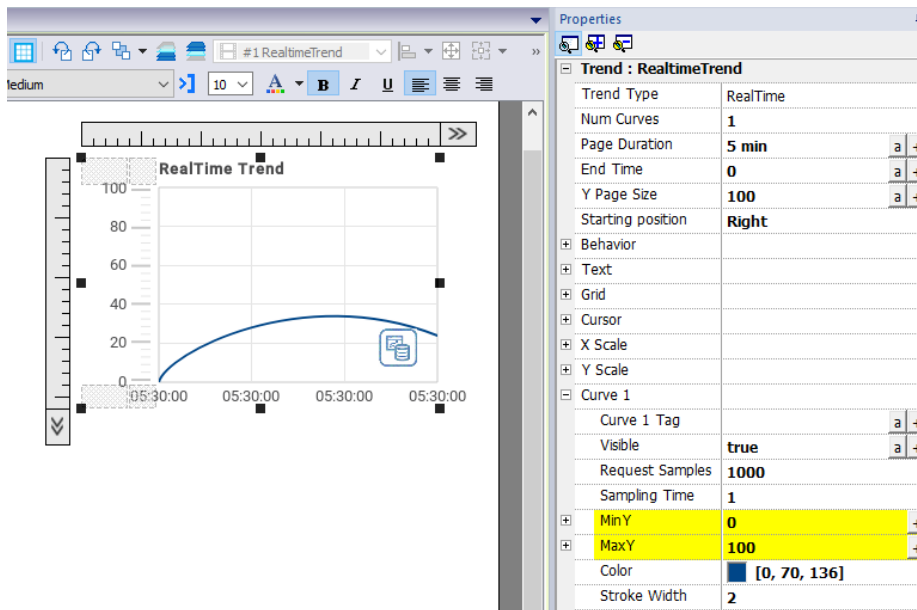 Properties
#1 RealtimeTrend
Medium
10
A
B
I
U
Trend : RealtimeTrend
Trend Type RealTime
Num Curves 1
Page Duration 5 min a +
End Time 0 a +
Y Page Size 100 a +
Starting position Right
Behavior
Text
Grid
Cursor
X Scale
Y Scale
Curve 1
Curve 1 Tag a +
Visible true a +
Request Samples 1000
Sampling Time 1
MinY 0 +
MaxY 100 +
Color [0, 70, 136]
Stroke Width 2
RealTime Trend
100
80
60
40
20
0
05:30:00 05:30:00 05:30:00 05:30:00